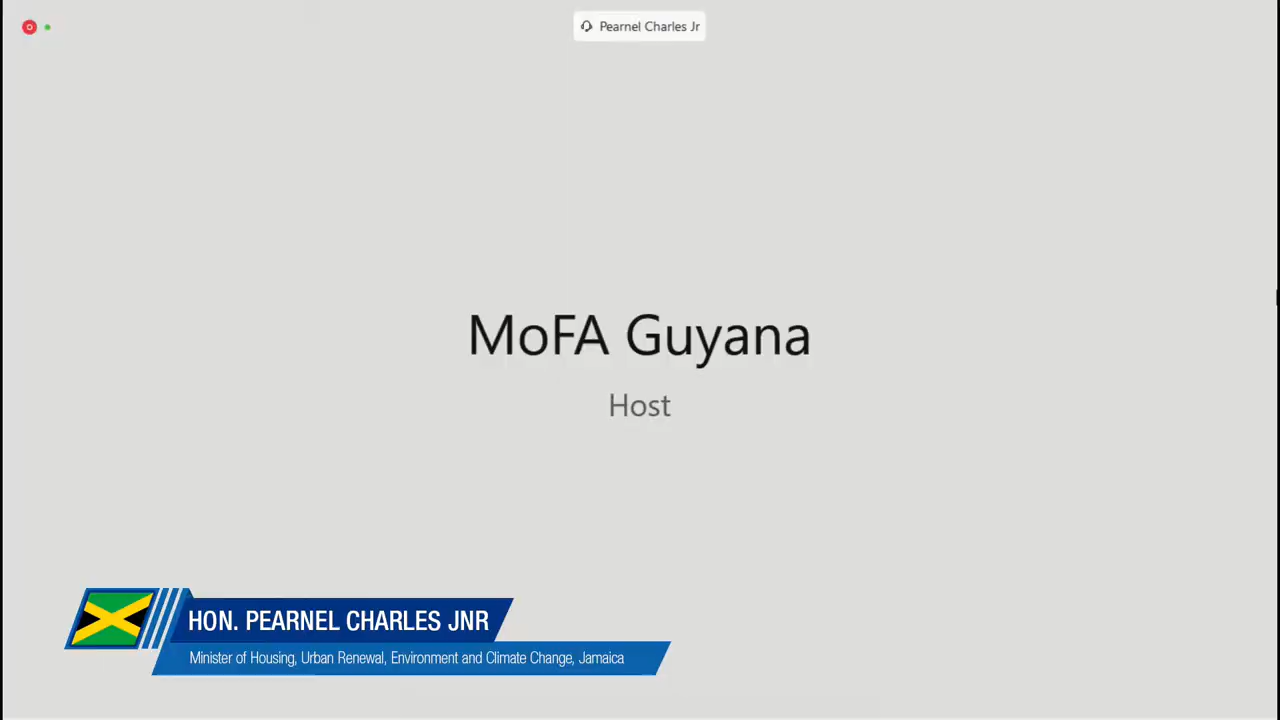 Pearnel Charles Jr
MoFA Guyana
Host
HON. PEARNEL CHARLES JNR
Minister of Housing, Urban Renewal, Environment and Climate Change, Jamaica